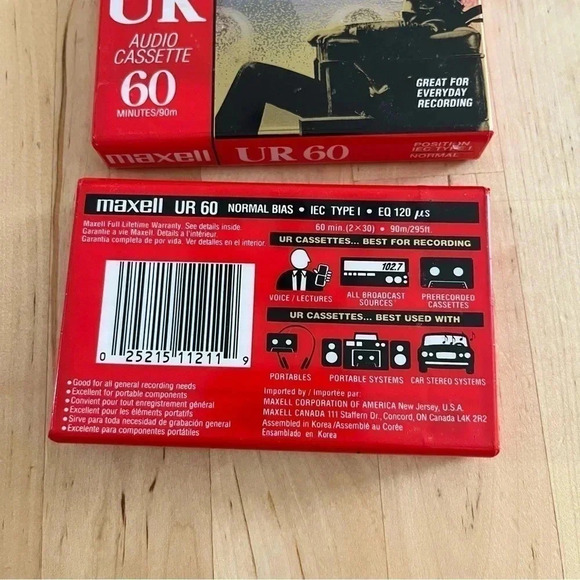 UR
AUDIO
CASSETTE
60
MINUTES/90m
GREAT FOR
EVERYDAY
RECORDING
maxell UR 60
POSITION
IEC TYPE I
NORMAL
maxell UR 60 NORMAL BIAS • IEC TYPE I • EQ 120 µs
Maxell Full Lifetime Warranty. See details inside.
Garantie a vie Maxell. Details a l'intérieur.
Garantía completa de por vida. Ver detalles en el interior.
60 min. (2×30) • 90m/295ft.
UR CASSETTES... BEST FOR RECORDING
102.7
VOICE / LECTURES
ALL BROADCAST
SOURCES
PRERECORDED
CASSETTES
UR CASSETTES... BEST USED WITH
PORTABLES
PORTABLE SYSTEMS
CAR STEREO SYSTEMS
0 25215 11211 9
• Good for all general recording needs
• Excellent for portable components
• Convient pour tout enregistrement général
• Excellent pour les éléments portatifs
• Sirve para toda necesidad de grabación general
• Excelente para componentes portátiles
Imported by / Importée par:
MAXELL CORPORATION OF AMERICA New Jersey, U.S.A.
MAXELL CANADA 111 Staffern Dr., Concord, ON Canada L4K 2R2
Assembled in Korea /Assemblé au Corée
Ensamblado en Korea